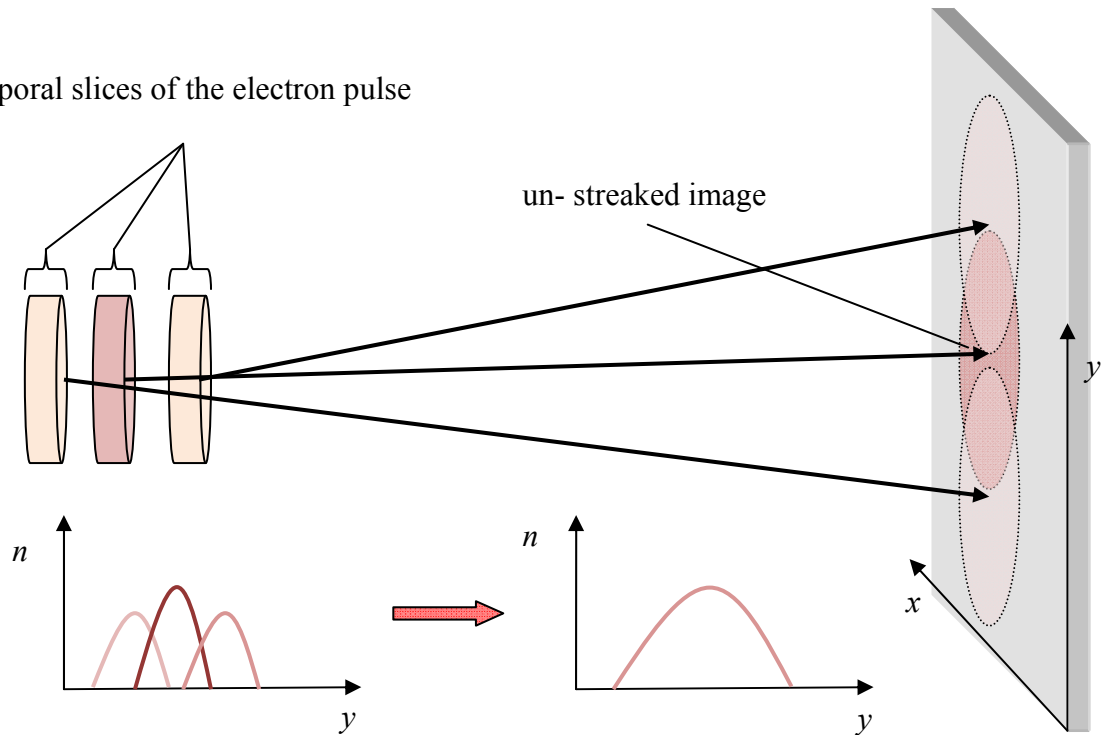 poral slices of the electron pulse
un- streaked image
y
n
n
x
y
y